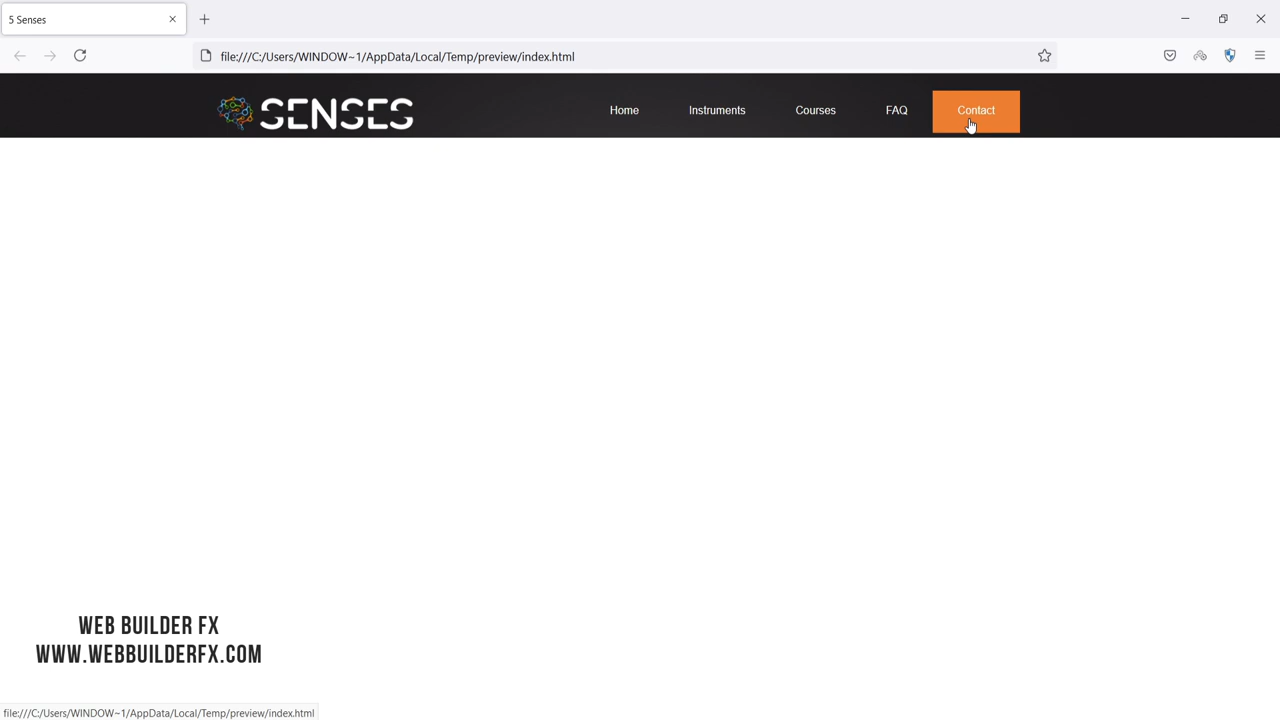 5 Senses
file:///C:/Users/WINDOW~1/AppData/Local/Temp/preview/index.html
SENSES
Home Instruments Courses FAQ Contact
WEB BUILDER FX
WWW.WEBBUILDERFX.COM
file:///C:/Users/WINDOW~1/AppData/Local/Temp/preview/index.html